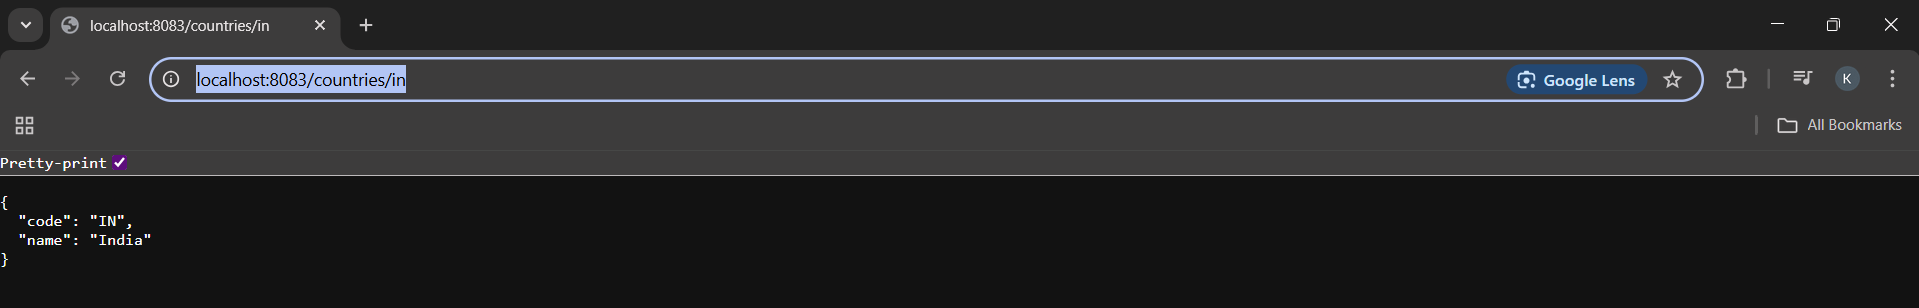 localhost:8083/countries/in
localhost:8083/countries/in
Google Lens
K
All Bookmarks
Pretty-print
{
  "code": "IN",
  "name": "India"
}